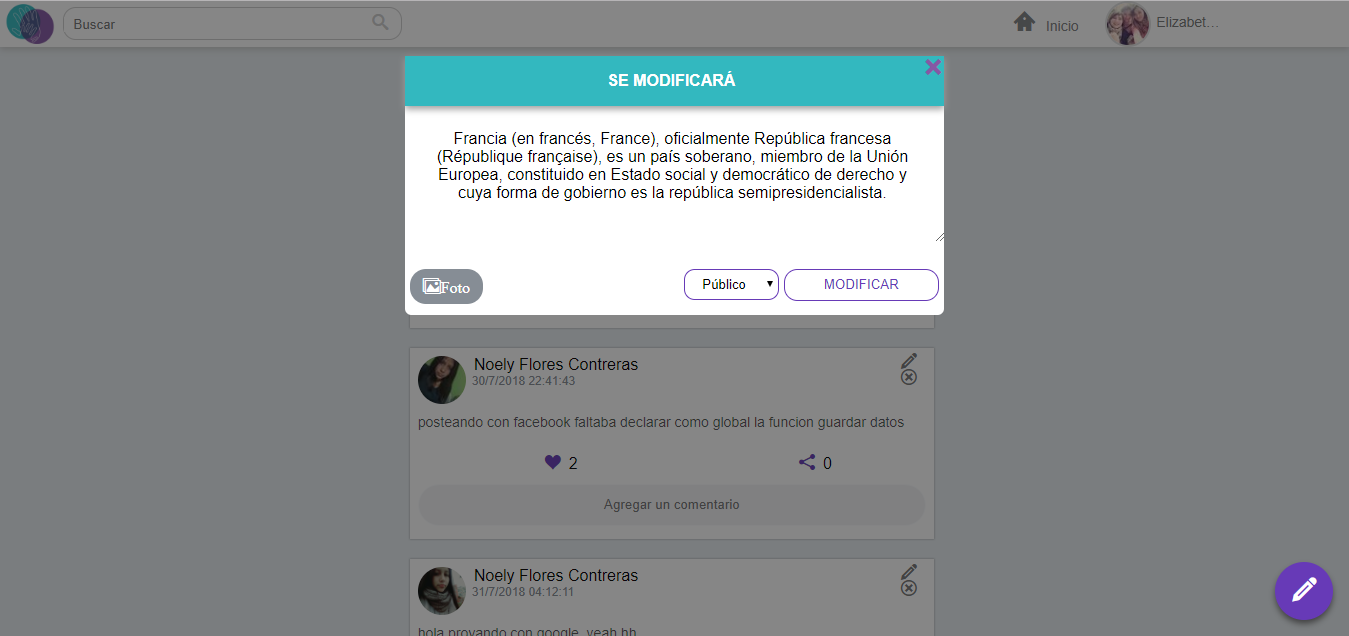 Buscar
Inicio
Elizabet...
SE MODIFICARÁ
Francia (en francés, France), oficialmente República francesa
(République française), es un país soberano, miembro de la Unión
Europea, constituido en Estado social y democrático de derecho y
cuya forma de gobierno es la república semipresidencialista.
Foto
Público
MODIFICAR
Noely Flores Contreras
30/7/2018 22:41:43
posteando con facebook faltaba declarar como global la funcion guardar datos
2
0
Agregar un comentario
Noely Flores Contreras
31/7/2018 04:12:11
hola provando con google, yeah hh